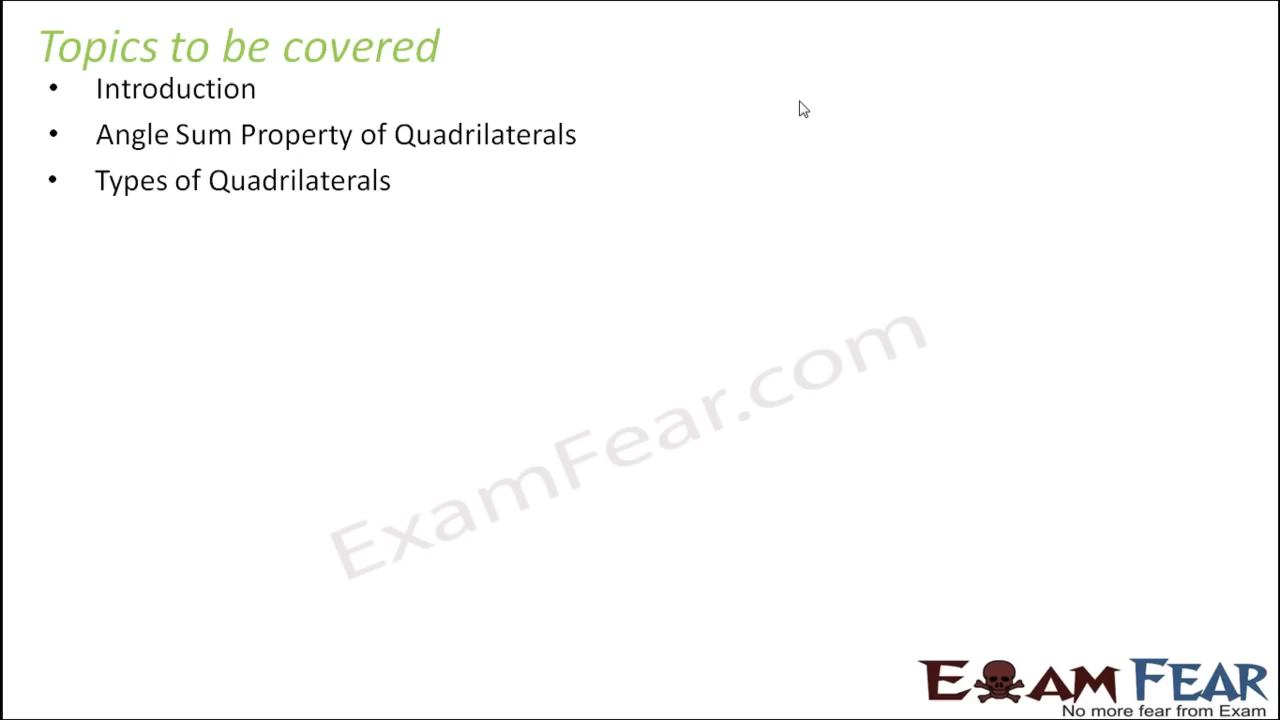 Topics to be covered
• Introduction
• Angle Sum Property of Quadrilaterals
• Types of Quadrilaterals
ExamFear.com
EXAM FEAR
No more fear from Exam